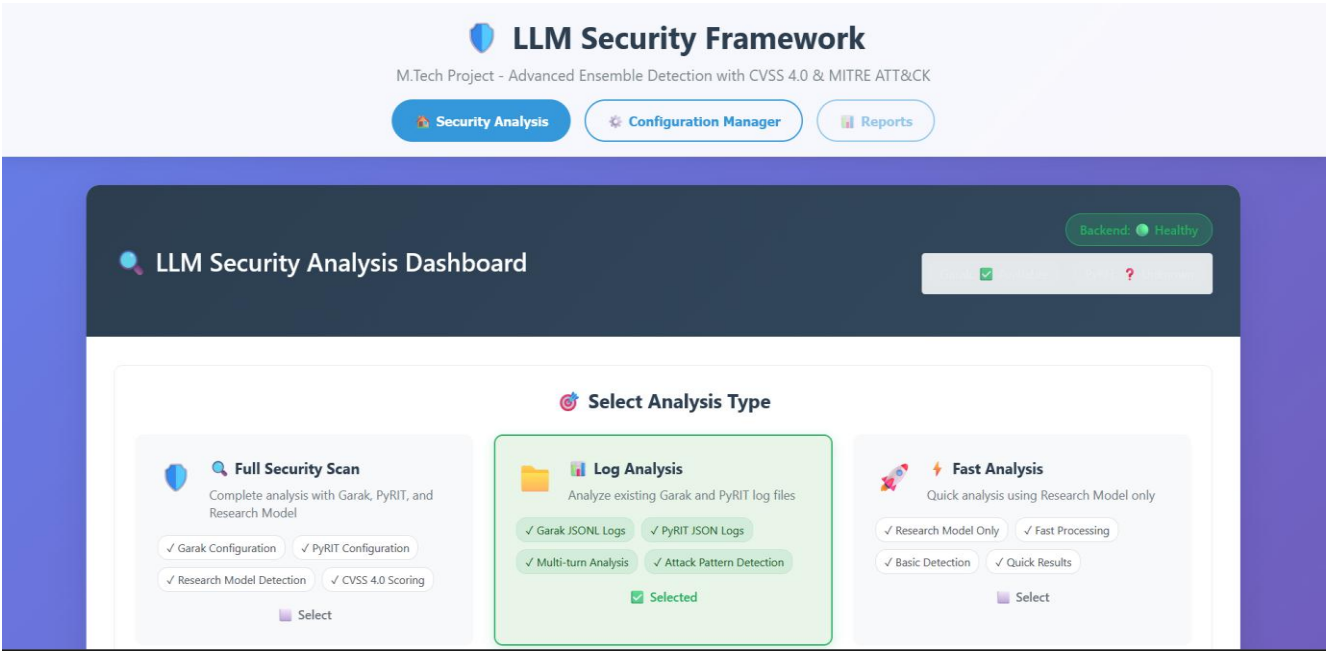 LLM Security Framework
M.Tech Project - Advanced Ensemble Detection with CVSS 4.0 & MITRE ATT&CK
Security Analysis
Configuration Manager
Reports
LLM Security Analysis Dashboard
Backend: Healthy
Select Analysis Type
Full Security Scan
Complete analysis with Garak, PyRIT, and
Research Model
✓ Garak Configuration
✓ PyRIT Configuration
✓ Research Model Detection
✓ CVSS 4.0 Scoring
Select
Log Analysis
Analyze existing Garak and PyRIT log files
✓ Garak JSONL Logs
✓ PyRIT JSON Logs
✓ Multi-turn Analysis
✓ Attack Pattern Detection
Selected
Fast Analysis
Quick analysis using Research Model only
✓ Research Model Only
✓ Fast Processing
✓ Basic Detection
✓ Quick Results
Select